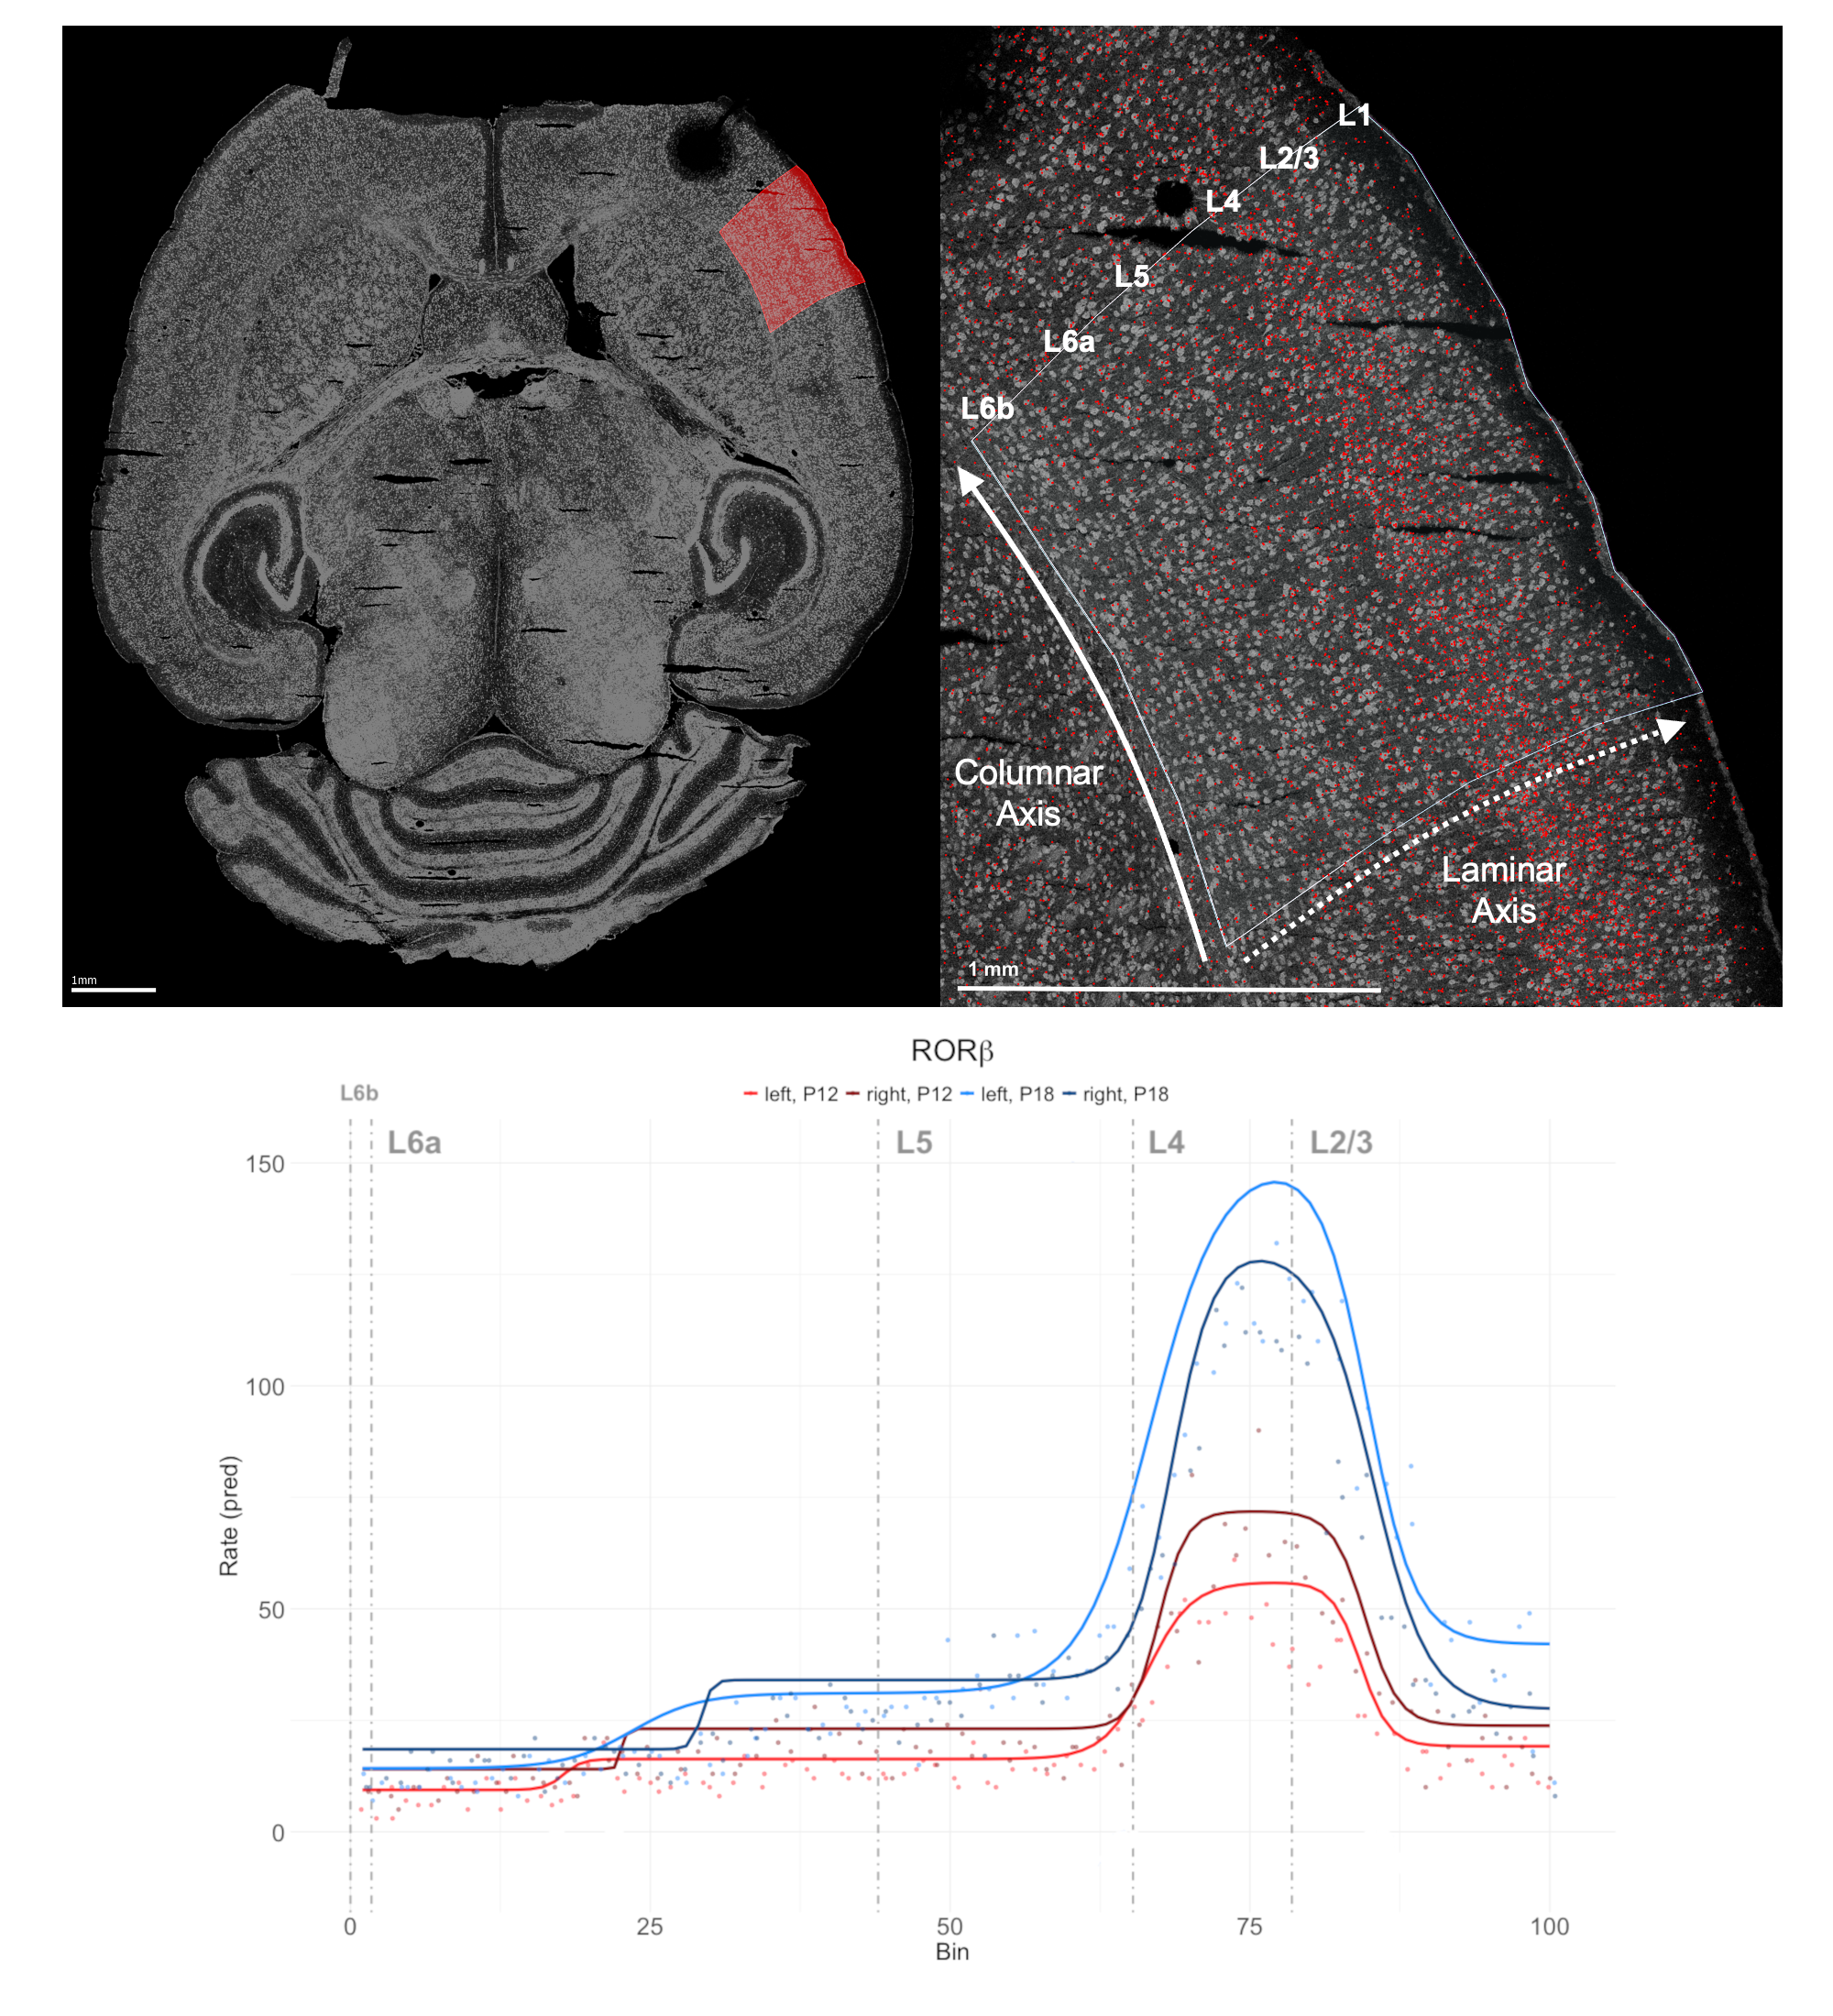 L1
L2/3
L4
L5
L6a
L6b
Columnar
Axis
Laminar
Axis
1mm
1 mm
RORβ
left, P12 right, P12 left, P18 right, P18
L6b
L6a L5 L4 L2/3
150
100
50
0
Rate (pred)
0 25 50 75 100
Bin